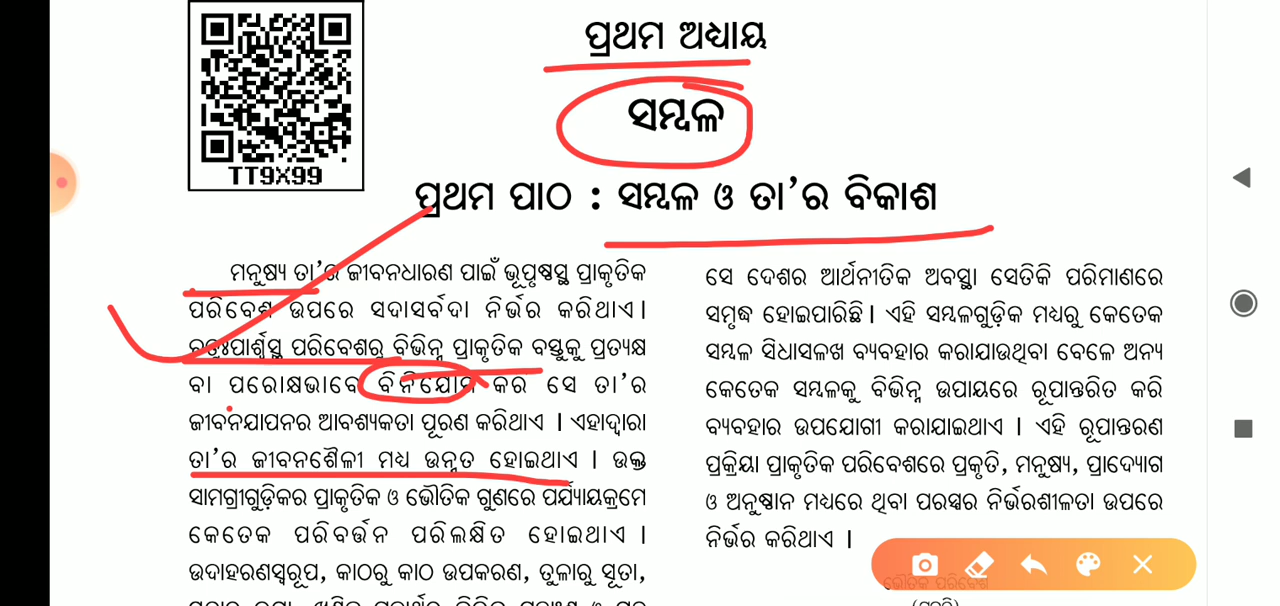 TT9X99
ପ୍ରଥମ ଅଧ୍ୟାୟ
ସମ୍ବଳ
ପ୍ରଥମ ପାଠ : ସମ୍ବଳ ଓ ତା'ର ବିକାଶ
ମନୁଷ୍ୟ ତା'ର ଜୀବନଧାରଣ ପାଇଁ ଭୂପୃଷ୍ଠସ୍ଥ ପ୍ରାକୃତିକ
ପରିବେଶ ଉପରେ ସଦାସର୍ବଦା ନିର୍ଭର କରିଥାଏ।
ଚତୁଃପାର୍ଶ୍ୱସ୍ଥ ପରିବେଶରୁ ବିଭିନ୍ନ ପ୍ରାକୃତିକ ବସ୍ତୁକୁ ପ୍ରତ୍ୟକ୍ଷ
ବା ପରୋକ୍ଷଭାବେ ବିନିଯୋଗ କରି ସେ ତା'ର
ଜୀବନଯାପନର ଆବଶ୍ୟକତା ପୂରଣ କରିଥାଏ । ଏହାଦ୍ୱାରା
ତା'ର ଜୀବନଶୈଳୀ ମଧ୍ୟ ଉନ୍ନତ ହୋଇଥାଏ । ଉକ୍ତ
ସାମଗ୍ରୀଗୁଡ଼ିକର ପ୍ରାକୃତିକ ଓ ଭୌତିକ ଗୁଣରେ ପର୍ଯ୍ୟାୟକ୍ରମେ
କେତେକ ପରିବର୍ତ୍ତନ ପରିଲକ୍ଷିତ ହୋଇଥାଏ ।
ଉଦାହରଣସ୍ୱରୂପ, କାଠରୁ କାଠ ଉପକରଣ, ତୁଳାରୁ ସୂତା,
ସେ ଦେଶର ଆର୍ଥନୀତିକ ଅବସ୍ଥା ସେତିକି ପରିମାଣରେ
ସମୃଦ୍ଧ ହୋଇପାରିଛି। ଏହି ସମ୍ବଳଗୁଡ଼ିକ ମଧ୍ୟରୁ କେତେକ
ସମ୍ବଳ ସିଧାସଳଖ ବ୍ୟବହାର କରାଯାଉଥିବା ବେଳେ ଅନ୍ୟ
କେତେକ ସମ୍ବଳକୁ ବିଭିନ୍ନ ଉପାୟରେ ରୂପାନ୍ତରିତ କରି
ବ୍ୟବହାର ଉପଯୋଗୀ କରାଯାଇଥାଏ । ଏହି ରୂପାନ୍ତରଣ
ପ୍ରକ୍ରିୟା ପ୍ରାକୃତିକ ପରିବେଶରେ ପ୍ରକୃତି, ମନୁଷ୍ୟ, ପ୍ରାଦ୍ୟୋଗ
ଓ ଅନୁଷ୍ଠାନ ମଧ୍ୟରେ ଥିବା ପରସ୍ପର ନିର୍ଭରଶୀଳତା ଉପରେ
ନିର୍ଭର କରିଥାଏ ।
ଭୌତିକ ପରିବେଶ